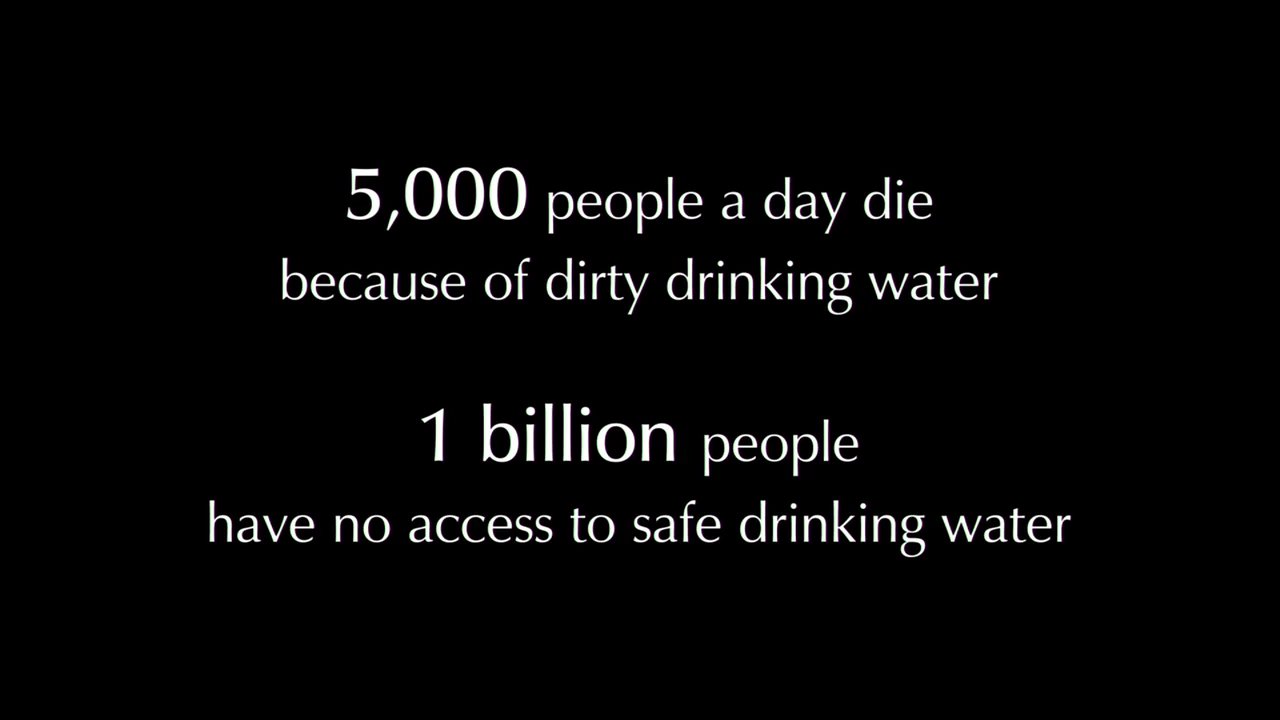 5,000 people a day die
because of dirty drinking water
1 billion people
have no access to safe drinking water